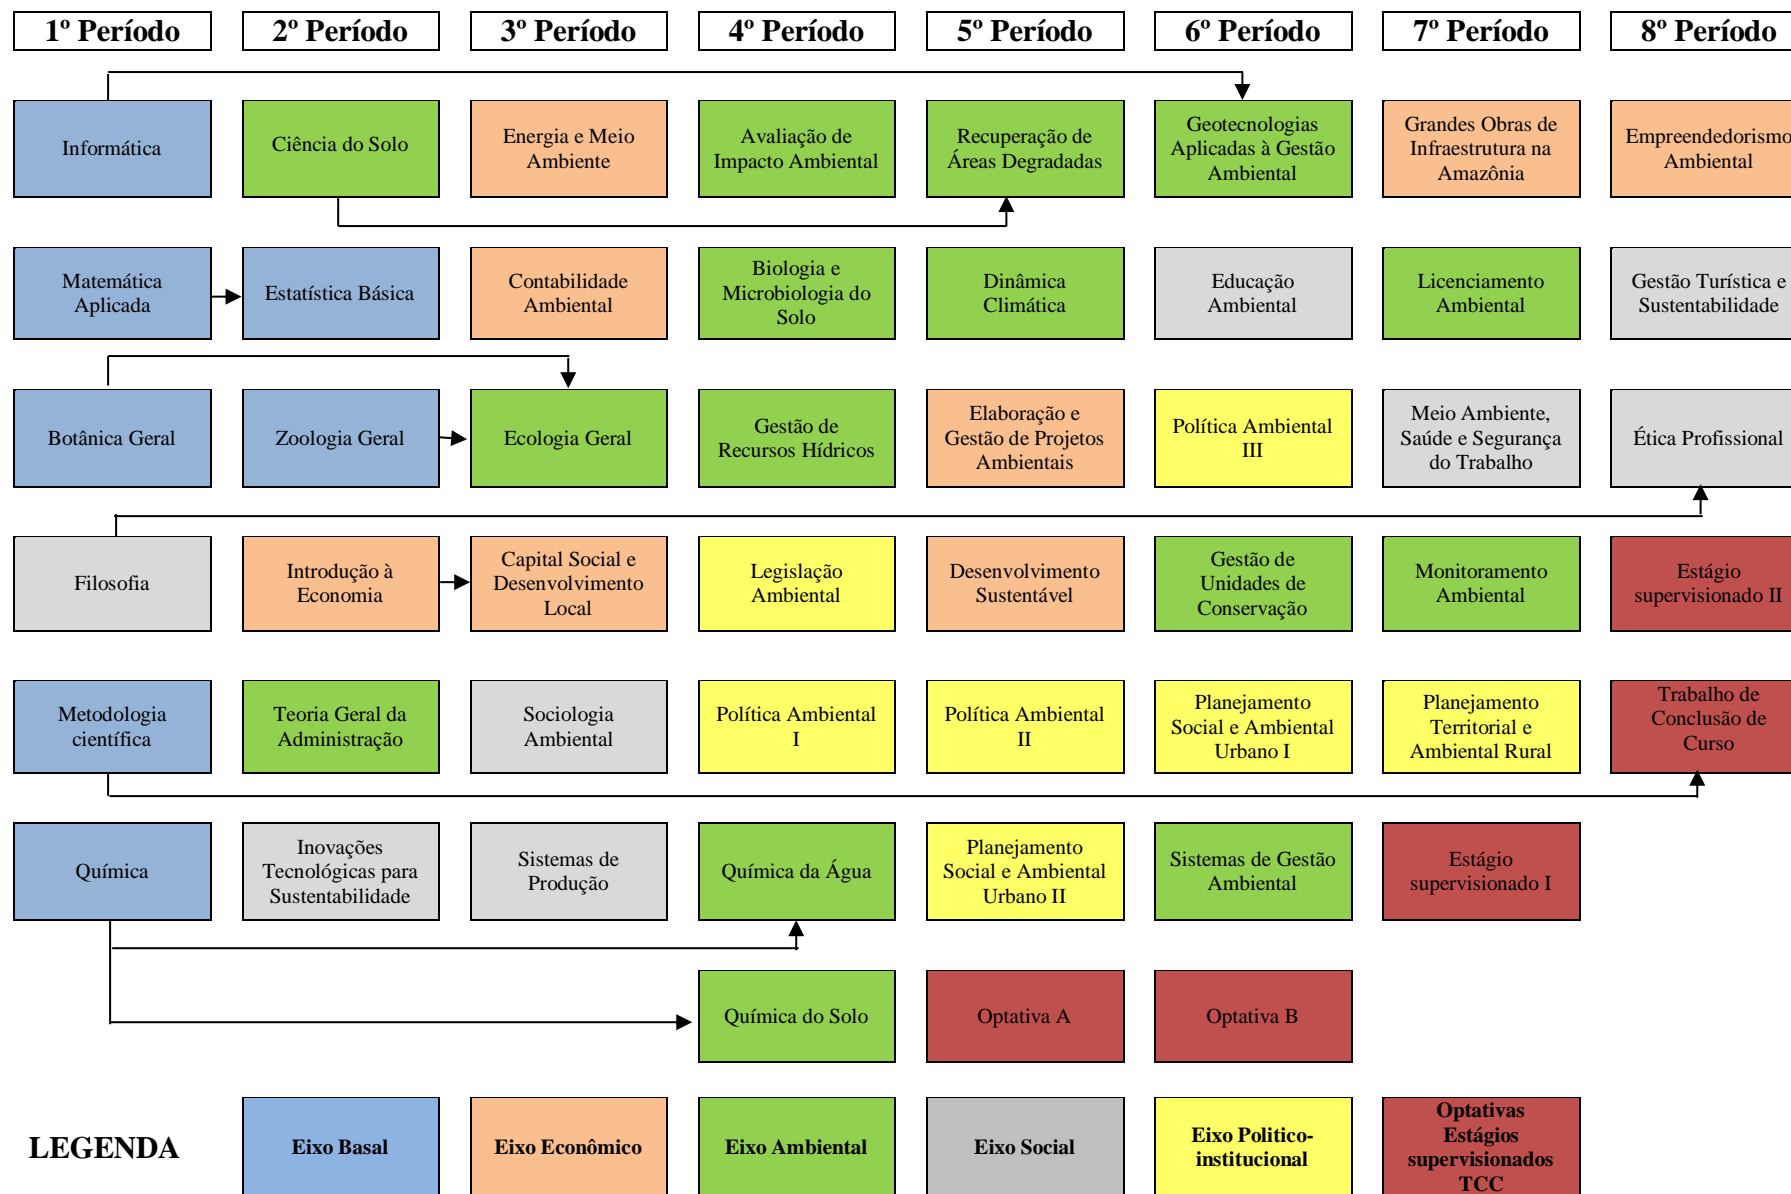 1º Período
2º Período
3º Período
4º Período
5º Período
6º Período
7º Período
8º Período
Informática
Ciência do Solo
Energia e Meio
Ambiente
Avaliação de
Impacto Ambiental
Recuperação de
Áreas Degradadas
Geotecnologias
Aplicadas à Gestão
Ambiental
Grandes Obras de
Infraestrutura na
Amazônia
Empreendedorismo
Ambiental
Matemática
Aplicada
Estatística Básica
Contabilidade
Ambiental
Biologia e
Microbiologia do
Solo
Dinâmica
Climática
Educação
Ambiental
Licenciamento
Ambiental
Gestão Turística e
Sustentabilidade
Botânica Geral
Zoologia Geral
Ecologia Geral
Gestão de
Recursos Hídricos
Elaboração e
Gestão de Projetos
Ambientais
Política Ambiental
III
Meio Ambiente,
Saúde e Segurança
do Trabalho
Ética Profissional
Filosofia
Introdução à
Economia
Capital Social e
Desenvolvimento
Local
Legislação
Ambiental
Desenvolvimento
Sustentável
Gestão de
Unidades de
Conservação
Monitoramento
Ambiental
Estágio
supervisionado II
Metodologia
científica
Teoria Geral da
Administração
Sociologia
Ambiental
Política Ambiental
I
Política Ambiental
II
Planejamento
Social e Ambiental
Urbano I
Planejamento
Territorial e
Ambiental Rural
Trabalho de
Conclusão de
Curso
Química
Inovações
Tecnológicas para
Sustentabilidade
Sistemas de
Produção
Química da Água
Planejamento
Social e Ambiental
Urbano II
Sistemas de Gestão
Ambiental
Estágio
supervisionado I
Química do Solo
Optativa A
Optativa B
LEGENDA
Eixo Basal
Eixo Econômico
Eixo Ambiental
Eixo Social
Eixo Politico-
institucional
Optativas
Estágios
supervisionados
TCC